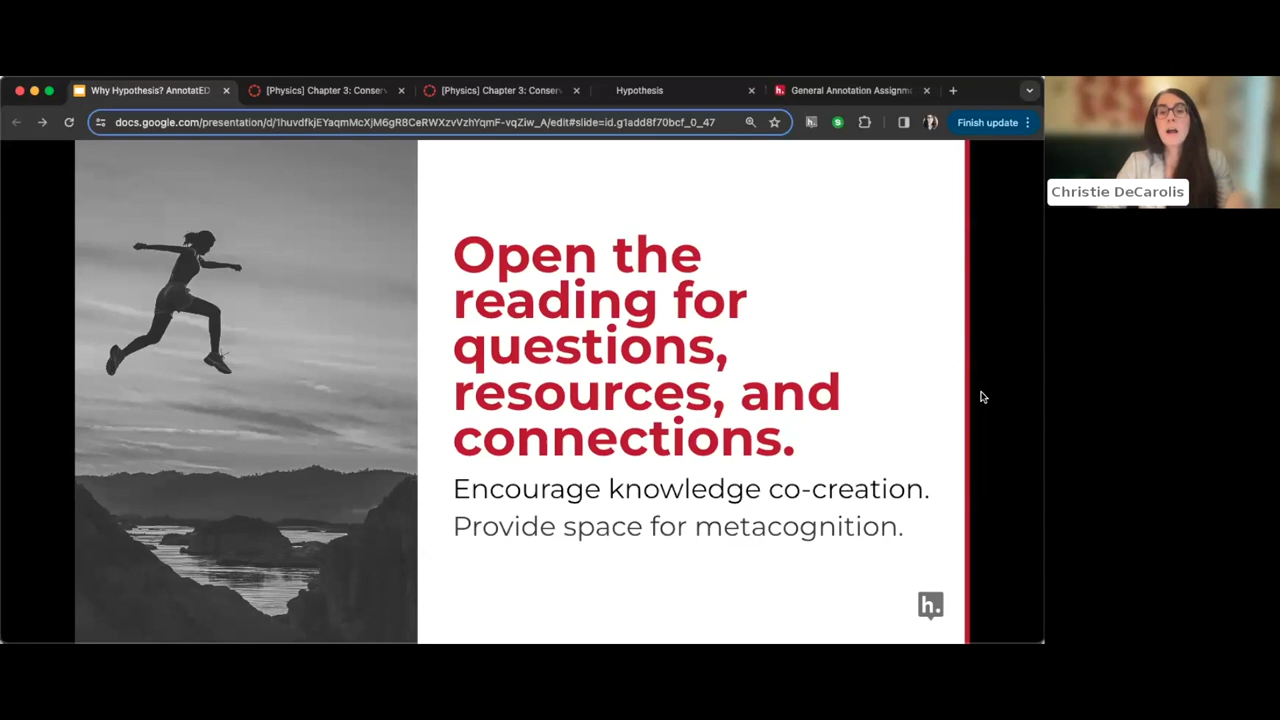 Why Hypothesis? AnnotatED
[Physics] Chapter 3: Conser
[Physics] Chapter 3: Conser
Hypothesis
h.
General Annotation Assignm
docs.google.com/presentation/d/1huvdfkjEYaqmMcXjM6gR8CeRWXzvVzhYqmF-vqZiw_A/edit#slide=id.g1add8f70bcf_0_47
h.
S
Finish update
Christie DeCarolis
Open the
reading for
questions,
resources, and
connections.
Encourage knowledge co-creation.
Provide space for metacognition.
h.